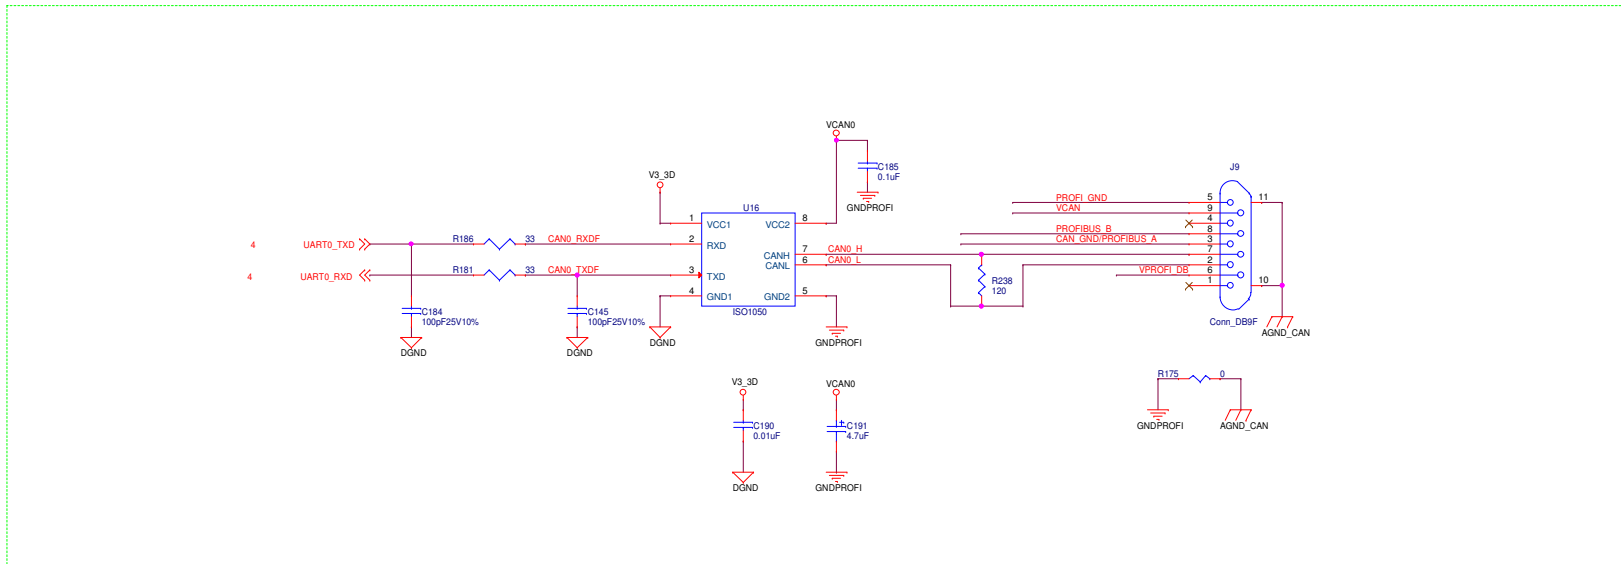 VCAN0
C185
0.1uF
GNDPROFI
V3_3D
U16
1
VCC1
VCC2
8
4
UART0_TXD
R186
33
CAN0_RXDF
2
RXD
CANH
7
CAN0_H
CANL
6
CAN0_L
4
UART0_RXD
R181
33
CAN0_TXDF
3
TXD
4
GND1
GND2
5
ISO1050
C184
100pF25V10%
DGND
C145
100pF25V10%
DGND
DGND
GNDPROFI
R238
120
J9
PROFI_GND
5
11
VCAN
9
4
PROFIBUS_B
8
CAN_GND/PROFIBUS_A
3
7
2
VPROFI_DB
6
1
10
Conn_DB9F
AGND_CAN
V3_3D
C190
0.01uF
DGND
VCAN0
C191
4.7uF
GNDPROFI
R175
0
GNDPROFI
AGND_CAN